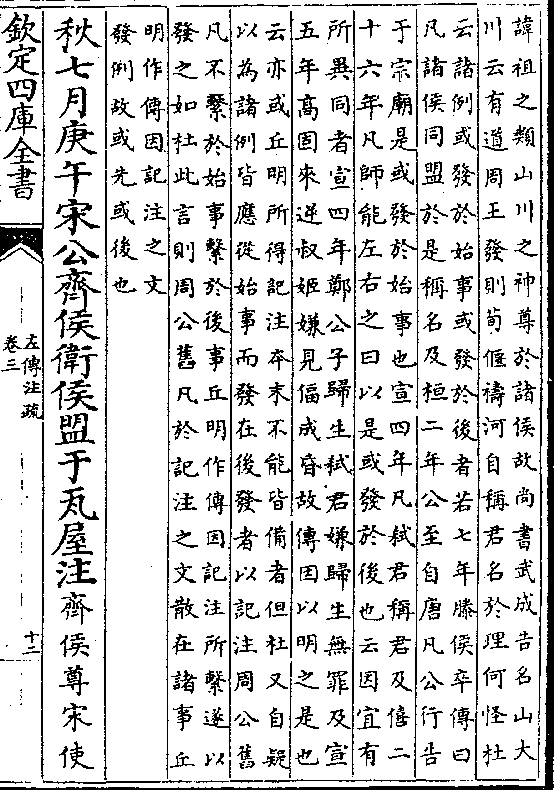 諱祖之類山川之神尊於諸侯故尚書武成告名山大
川云有道周王發則荀偃禱河自稱君名於理何怪杜
云諸例或發於始事或發於後者若七年滕侯卒傳曰
凡諸侯同盟於是稱名及桓二年公至自唐凡公行告
于宗廟是或發於始事也宣四年凡弑君稱君及僖二
十六年凡師能左右之曰以是或發於後也云因宜有
所異同者宣四年鄭公子歸生弑君嫌歸生無罪及宣
五年高固來逆叔姬嫌見偪成昏故傳因以明之是也
云亦或丘明所得記注本末不能皆備者但杜又自疑
以為諸例皆應從始事而發在後發者以記注周公舊
凡不繫於始事繫於後事丘明作傳因記注所繫遂以
發之如杜此言則周公舊凡於記注之文散在諸事丘
明作傳因記注之文
發例故或先或後也
秋七月庚午宋公齊侯衛侯盟于瓦屋注齊侯尊宋使
欽定四庫全書
左傳注疏
卷三
十二